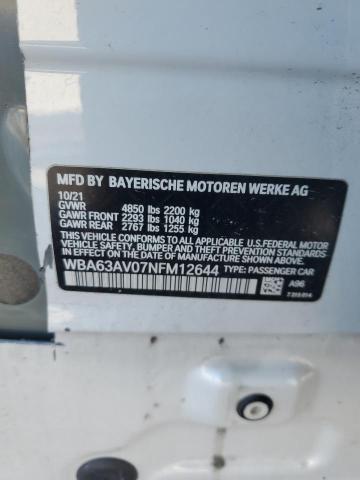 MFD BY BAYERISCHE MOTOREN WERKE AG
10/21
GVWR 4850 lbs 2200 kg
GAWR FRONT 2293 lbs 1040 kg
GAWR REAR 2767 lbs 1255 kg
THIS VEHICLE CONFORMS TO ALL APPLICABLE U.S. FEDERAL MOTOR
VEHICLE SAFETY, BUMPER AND THEFT PREVENTION STANDARDS
IN EFFECT ON THE DATE OF MANUFACTURE SHOWN ABOVE.
WBA63AV07NFM12644 TYPE: PASSENGER CAR
A96